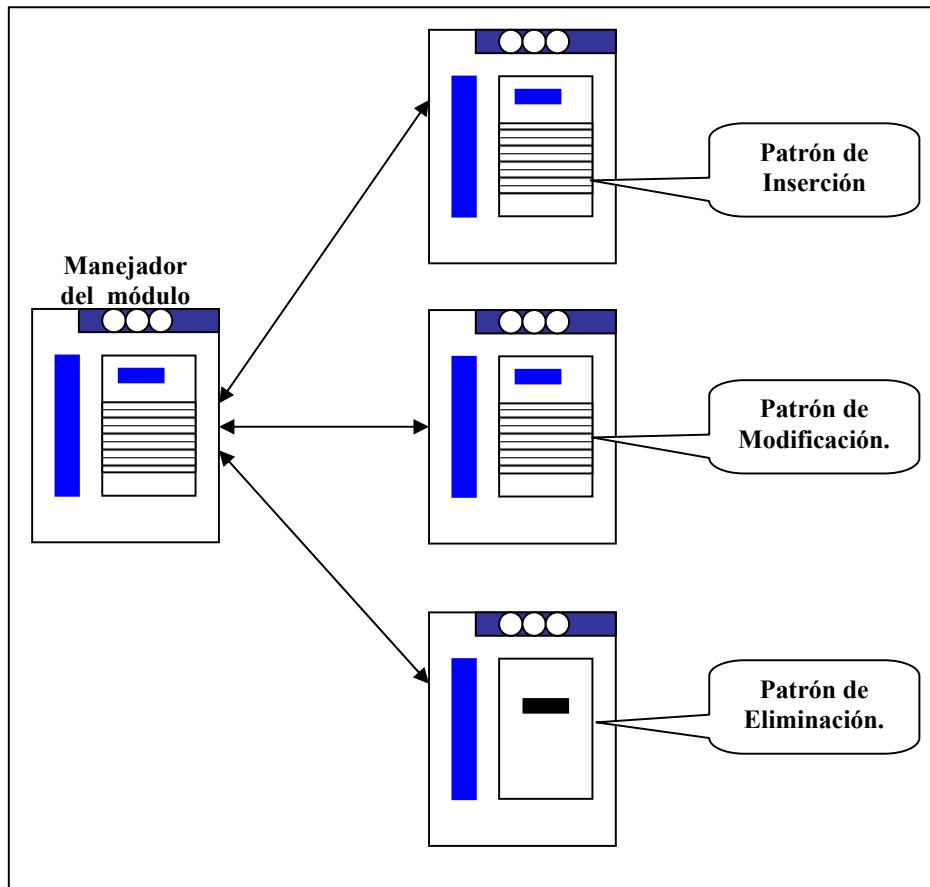 Patrón de
Inserción
Manejador
del módulo
Patrón de
Modificación.
Patrón de
Eliminación.